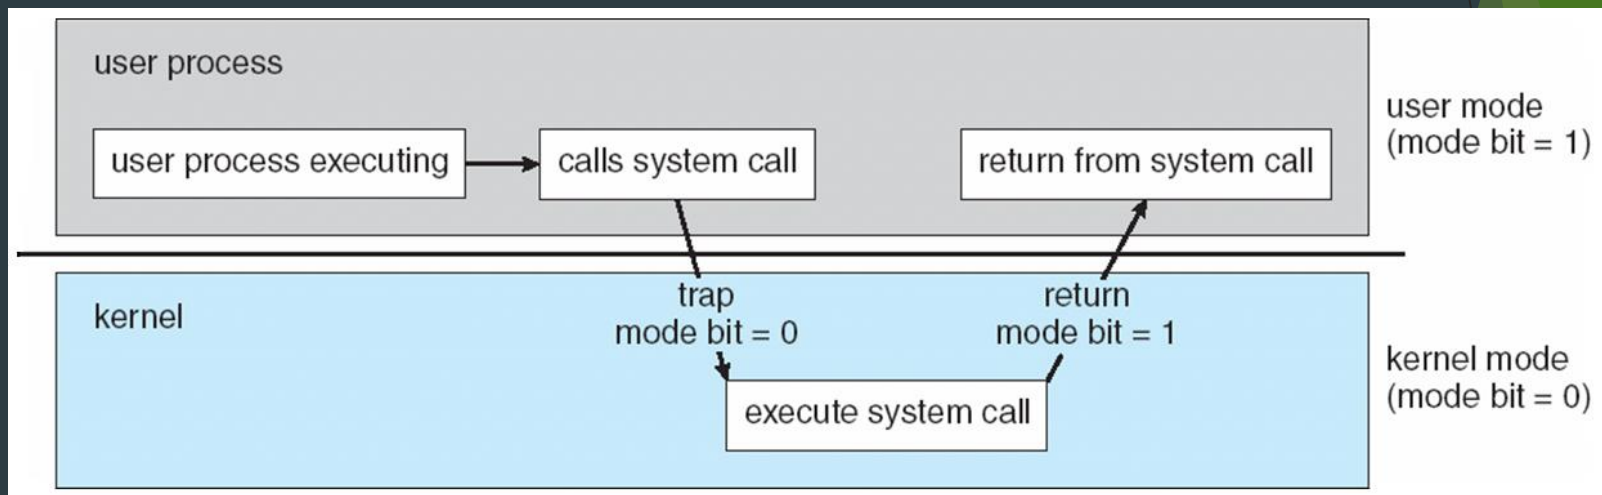 user process
user process executing
calls system call
return from system call
user mode
(mode bit = 1)
kernel
trap
mode bit = 0
return
mode bit = 1
execute system call
kernel mode
(mode bit = 0)